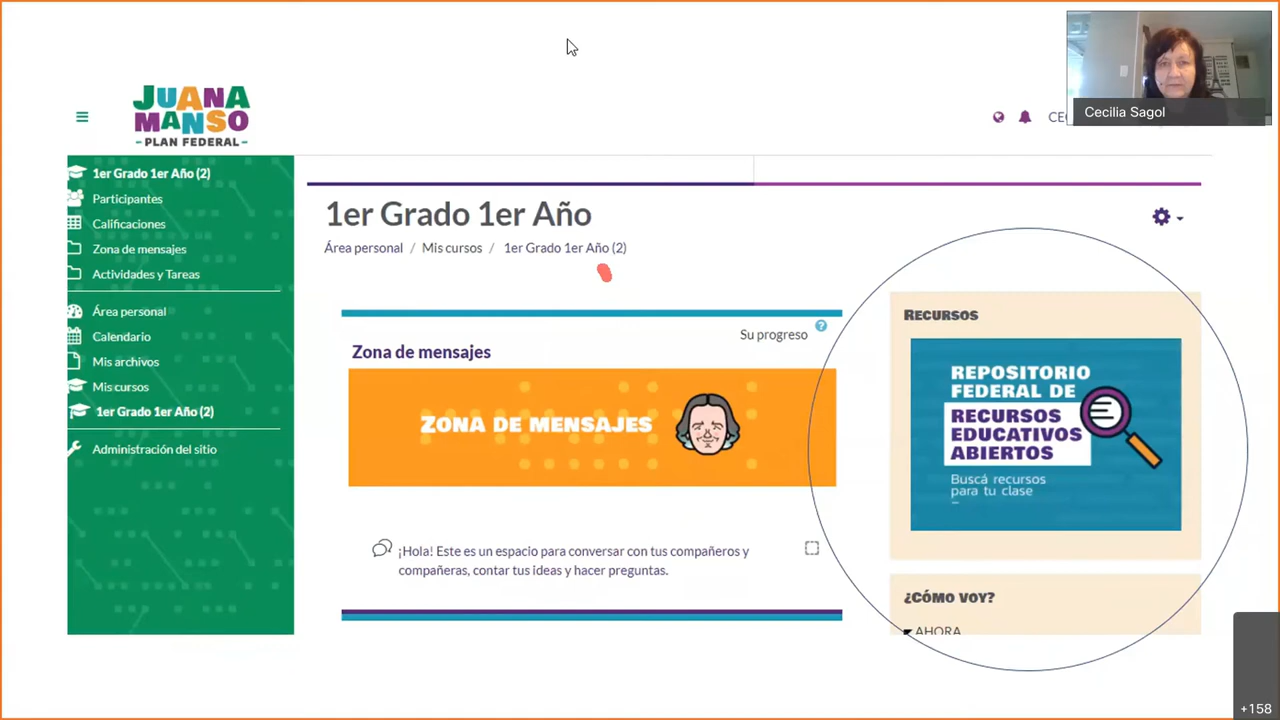 Cecilia Sagol
JUANA
MANSO
- PLAN FEDERAL -
CE
1er Grado 1er Año (2)
Participantes
Calificaciones
Zona de mensajes
Actividades y Tareas
Área personal
Calendario
Mis archivos
Mis cursos
1er Grado 1er Año (2)
Administración del sitio
1er Grado 1er Año
Área personal / Mis cursos / 1er Grado 1er Año (2)
Su progreso
Zona de mensajes
ZONA DE MENSAJES
¡Hola! Este es un espacio para conversar con tus compañeros y
compañeras, contar tus ideas y hacer preguntas.
RECURSOS
REPOSITORIO
FEDERAL DE
RECURSOS
EDUCATIVOS
ABIERTOS
Buscá recursos
para tu clase
¿CÓMO VOY?
AHORA
+158